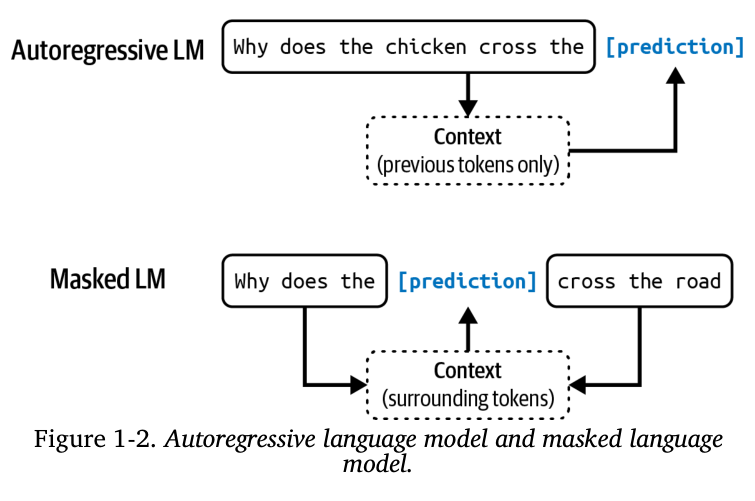 Autoregressive LM Why does the chicken cross the [prediction]
Context
(previous tokens only)
Masked LM Why does the [prediction] cross the road
Context
(surrounding tokens)
Figure 1-2. Autoregressive language model and masked language
model.